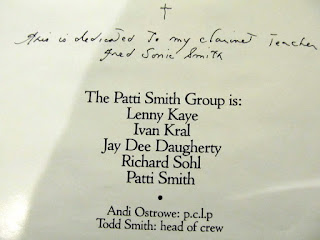 this is dedicated to my clarinet teacher
fred sonic smith
The Patti Smith Group is:
Lenny Kaye
Ivan Kral
Jay Dee Daugherty
Richard Sohl
Patti Smith
•
Andi Ostrowe: p.c.l.p
Todd Smith: head of crew